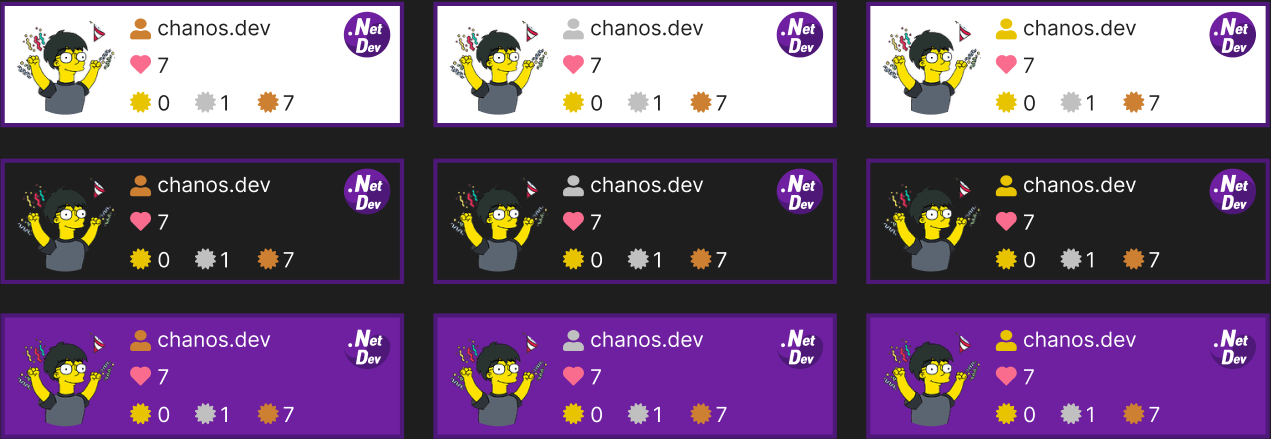 chanos.dev
.Net
Dev
7
0 1 7
chanos.dev
.Net
Dev
7
0 1 7
chanos.dev
.Net
Dev
7
0 1 7
chanos.dev
.Net
Dev
7
0 1 7
chanos.dev
.Net
Dev
7
0 1 7
chanos.dev
.Net
Dev
7
0 1 7
chanos.dev
.Net
Dev
7
0 1 7
chanos.dev
.Net
Dev
7
0 1 7
chanos.dev
.Net
Dev
7
0 1 7